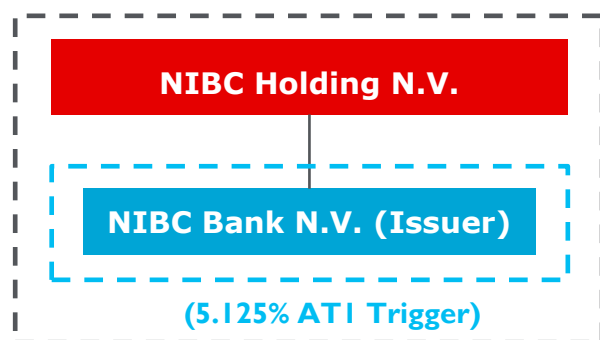 NIBC Holding N.V.
NIBC Bank N.V. (Issuer)
(5.125% AT1 Trigger)